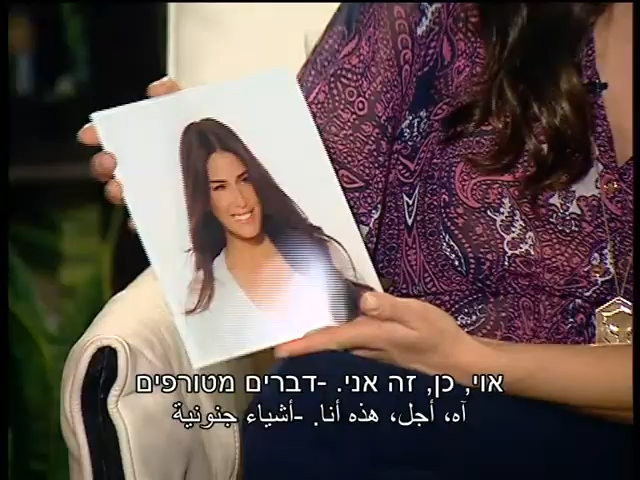 אוי, כן, זה אני. -דברים מטורפים
آه، أجل، هذه أنا. -أشياء جنونية